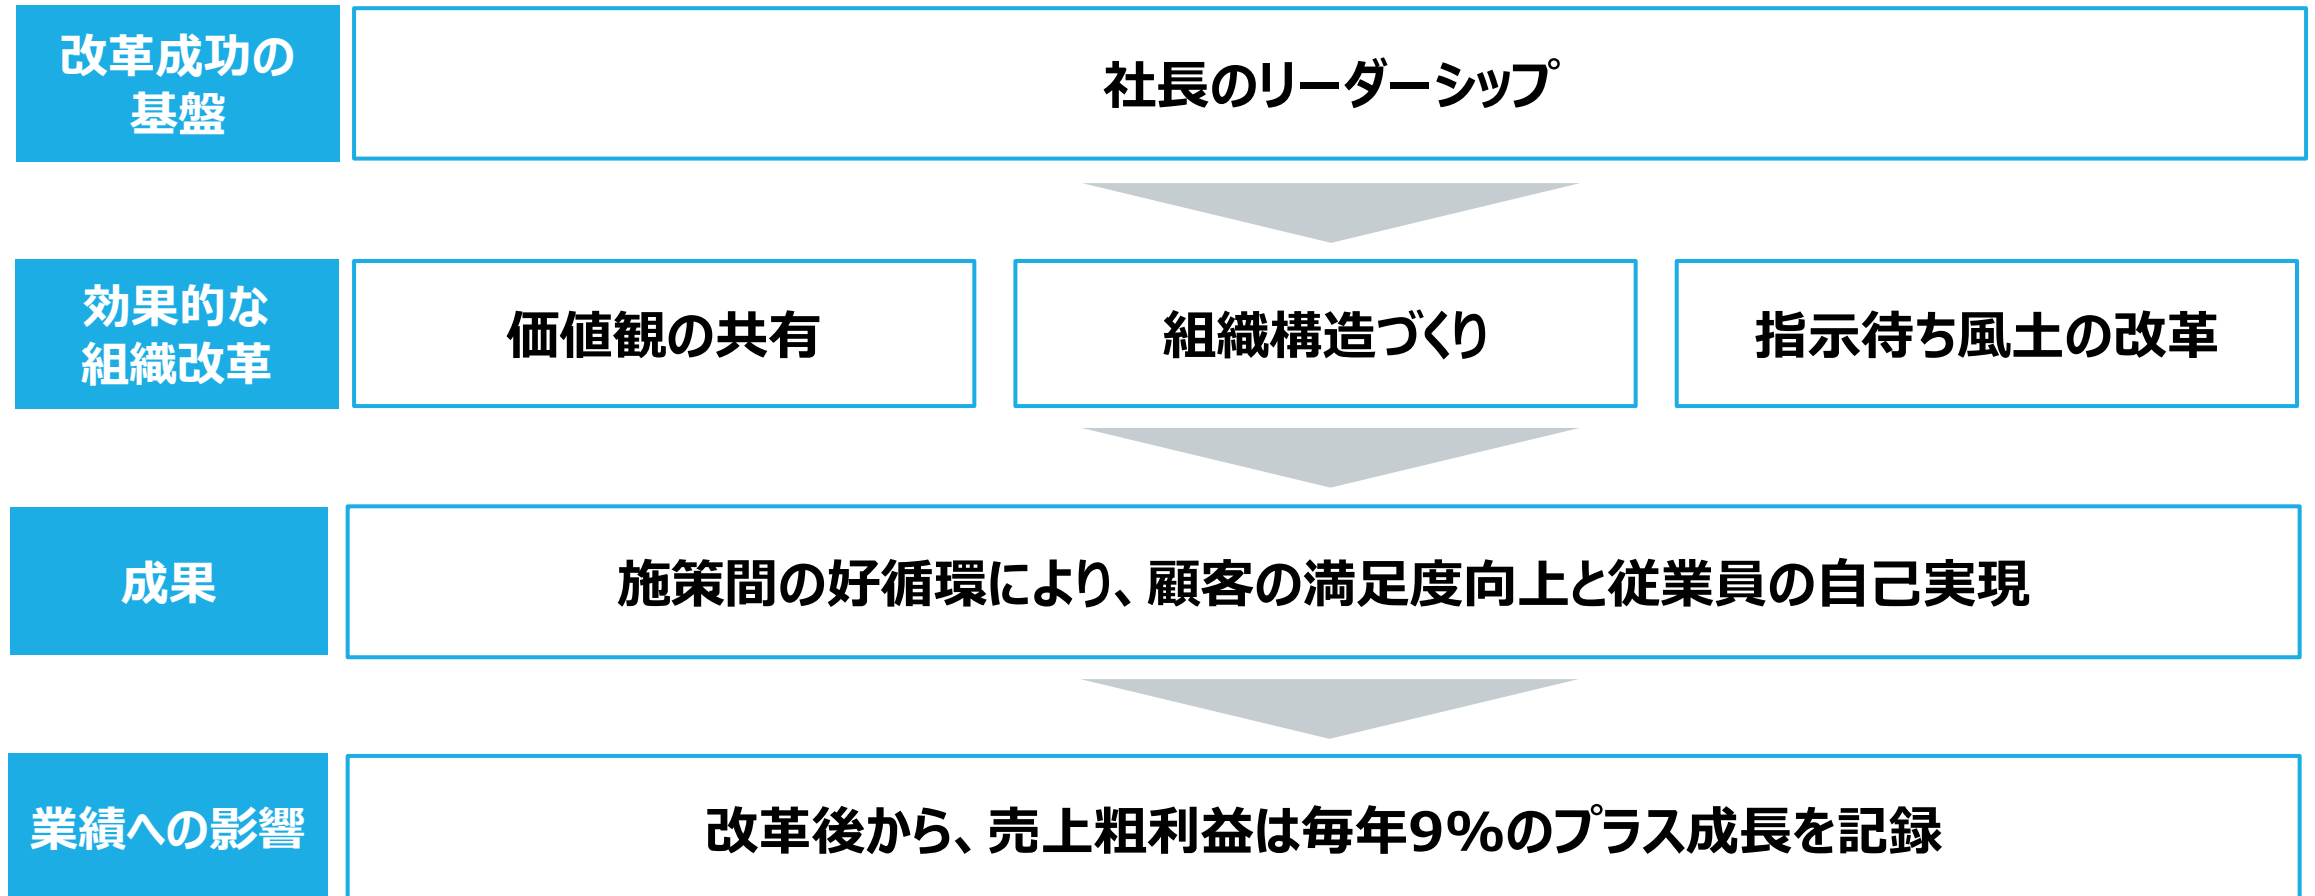 改革成功の
基盤
社長のリーダーシップ
効果的な
組織改革
価値観の共有
組織構造づくり
指示待ち風土の改革
成果
施策間の好循環により、顧客の満足度向上と従業員の自己実現
業績への影響
改革後から、売上粗利益は毎年9%のプラス成長を記録